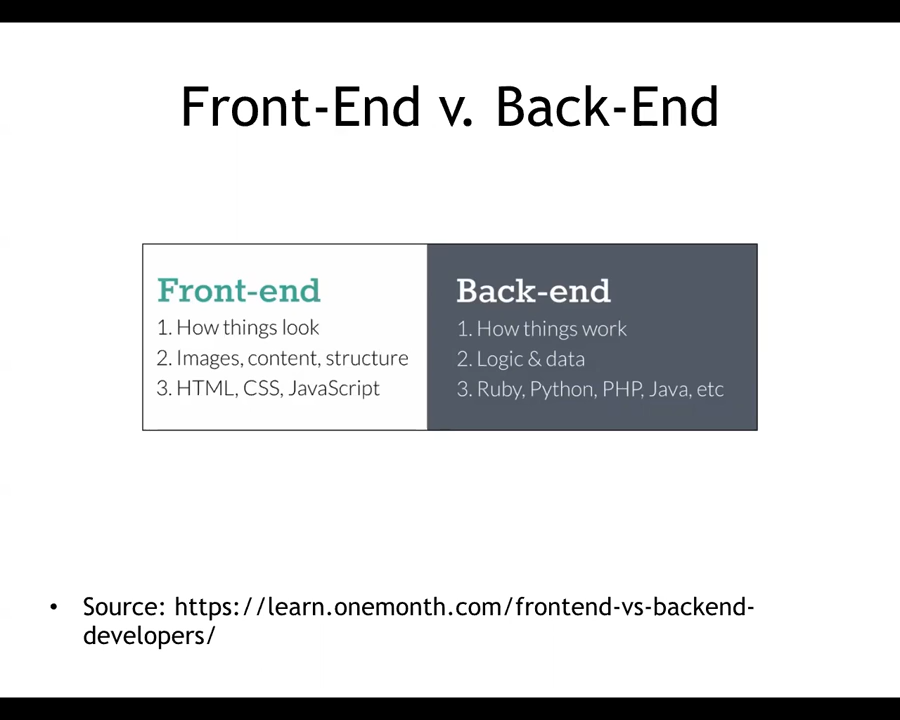 Front-End v. Back-End
Front-end
1. How things look
2. Images, content, structure
3. HTML, CSS, JavaScript
Back-end
1. How things work
2. Logic & data
3. Ruby, Python, PHP, Java, etc
• Source: https://learn.onemonth.com/frontend-vs-backend-
developers/